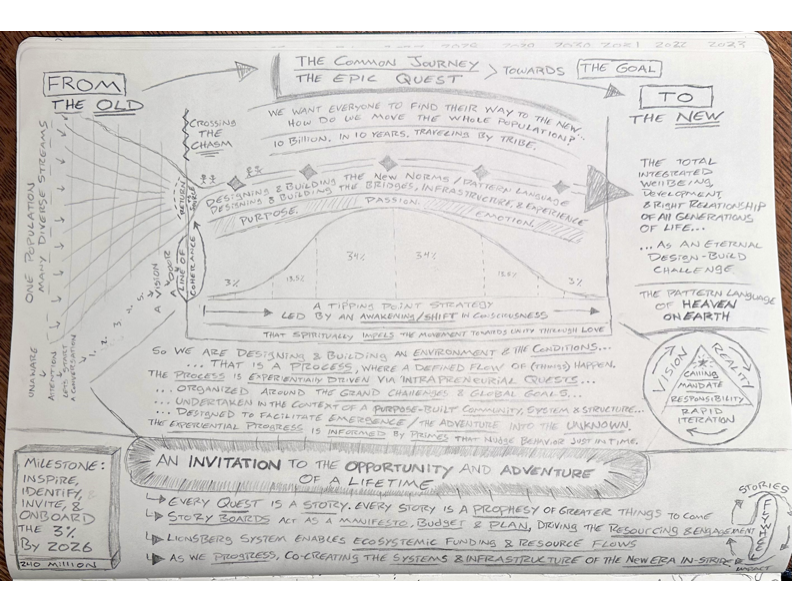 2020 2021 2022 2023
FROM
THE OLD
THE COMMON JOURNEY
THE EPIC QUEST
TOWARDS THE GOAL
TO
THE NEW
WE WANT EVERYONE TO FIND THEIR WAY TO THE NEW...
HOW DO WE MOVE THE WHOLE POPULATION?
10 BILLION. IN 10 YEARS. TRAVELING BY TRIBE.
CROSSING
THE
CHASM
ONE POPULATION
MANY DIVERSE STREAMS
UNAWARE
ATTENTION
LET'S START
A CONVERSATION
1. 2. 3.
A VISION
A DOOR
LINE OF
COHERANCE
DESIGNING & BUILDING THE NEW NORMS / PATTERN LANGUAGE
DESIGNING & BUILDING THE BRIDGES, INFRASTRUCTURE, & EXPERIENCE
PURPOSE. PASSION. EMOTION.
3% 13.5% 34% 34% 13.5% 3%
A TIPPING POINT STRATEGY
LED BY AN AWAKENING/SHIFT IN CONSCIOUSNESS
THAT SPIRITUALLY IMPELS THE MOVEMENT TOWARDS UNITY THROUGH LOVE
THE TOTAL
INTEGRATED
WELLBEING,
DEVELOPMENT,
& RIGHT RELATIONSHIP
OF ALL GENERATIONS
OF LIFE...
... AS AN ETERNAL
DESIGN-BUILD
CHALLENGE
THE PATTERN LANGUAGE
OF HEAVEN
ON EARTH
SO WE ARE DESIGNING & BUILDING AN ENVIRONMENT & THE CONDITIONS...
... THAT IS A PROCESS, WHERE A DEFINED FLOW OF (THINGS) HAPPEN.
THE PROCESS IS EXPERIENTIALLY DRIVEN VIA 'INTRAPRENEURIAL QUESTS'...
... ORGANIZED AROUND THE GRAND CHALLENGES & GLOBAL GOALS...
... UNDERTAKEN IN THE CONTEXT OF A PURPOSE-BUILT COMMUNITY, SYSTEM & STRUCTURE...
... DESIGNED TO FACILITATE EMERGENCE / THE ADVENTURE INTO THE UNKNOWN.
THE EXPERIENTIAL PROGRESS IS INFORMED BY PRIMES THAT NUDGE BEHAVIOR JUST IN TIME.
VISION
REALITY
CALLING
MANDATE
RESPONSIBILITY
RAPID
ITERATION
MILESTONE:
INSPIRE,
IDENTIFY,
INVITE, &
ONBOARD
THE 3%
BY 2026
240 MILLION
AN INVITATION TO THE OPPORTUNITY AND ADVENTURE
OF A LIFETIME
EVERY QUEST IS A STORY. EVERY STORY IS A PROPHESY OF GREATER THINGS TO COME
STORY BOARDS ACT AS A MANIFESTO, BUDGET & PLAN, DRIVING THE RESOURCING & ENGAGEMENT
LIONSBERG SYSTEM ENABLES ECOSYSTEMIC FUNDING & RESOURCE FLOWS
AS WE PROGRESS, CO-CREATING THE SYSTEMS & INFRASTRUCTURE OF THE NEW ERA IN-STRIDE
STORIES
FLYWHEEL
IMPACT